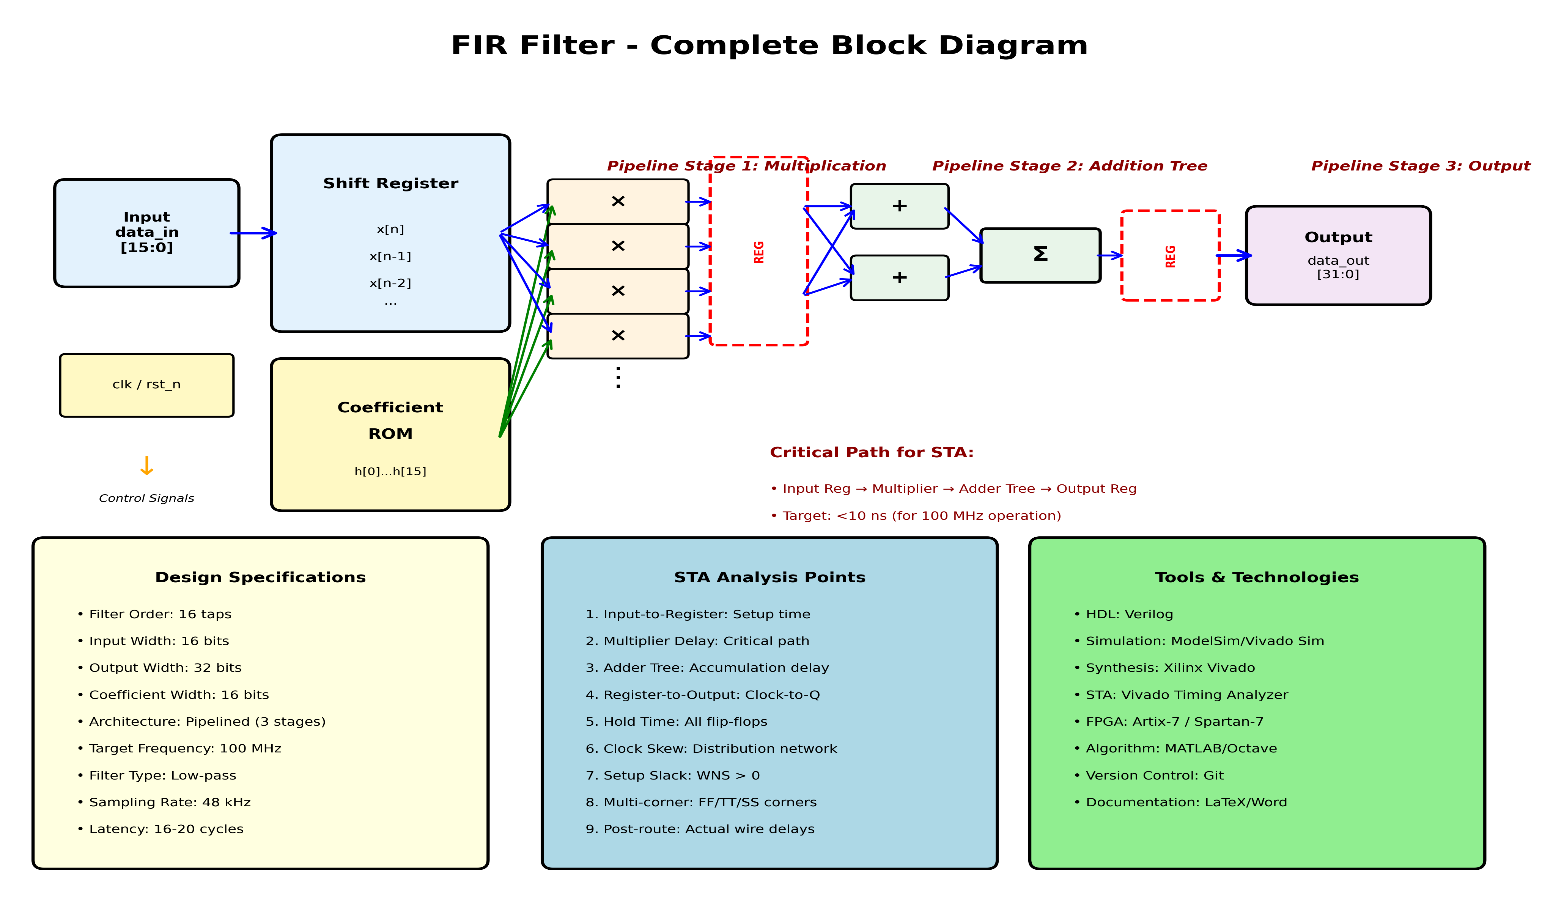 FIR Filter - Complete Block Diagram
Pipeline Stage 1: Multiplication
Pipeline Stage 2: Addition Tree
Pipeline Stage 3: Output
Input
data_in
[15:0]
Shift Register
x[n]
x[n-1]
x[n-2]
...
×
×
×
×
⋮
REG
+
+
Σ
REG
Output
data_out
[31:0]
clk / rst_n
↓
Control Signals
Coefficient
ROM
h[0]...h[15]
Critical Path for STA:
• Input Reg → Multiplier → Adder Tree → Output Reg
• Target: <10 ns (for 100 MHz operation)
Design Specifications
• Filter Order: 16 taps
• Input Width: 16 bits
• Output Width: 32 bits
• Coefficient Width: 16 bits
• Architecture: Pipelined (3 stages)
• Target Frequency: 100 MHz
• Filter Type: Low-pass
• Sampling Rate: 48 kHz
• Latency: 16-20 cycles
STA Analysis Points
1. Input-to-Register: Setup time
2. Multiplier Delay: Critical path
3. Adder Tree: Accumulation delay
4. Register-to-Output: Clock-to-Q
5. Hold Time: All flip-flops
6. Clock Skew: Distribution network
7. Setup Slack: WNS > 0
8. Multi-corner: FF/TT/SS corners
9. Post-route: Actual wire delays
Tools & Technologies
• HDL: Verilog
• Simulation: ModelSim/Vivado Sim
• Synthesis: Xilinx Vivado
• STA: Vivado Timing Analyzer
• FPGA: Artix-7 / Spartan-7
• Algorithm: MATLAB/Octave
• Version Control: Git
• Documentation: LaTeX/Word